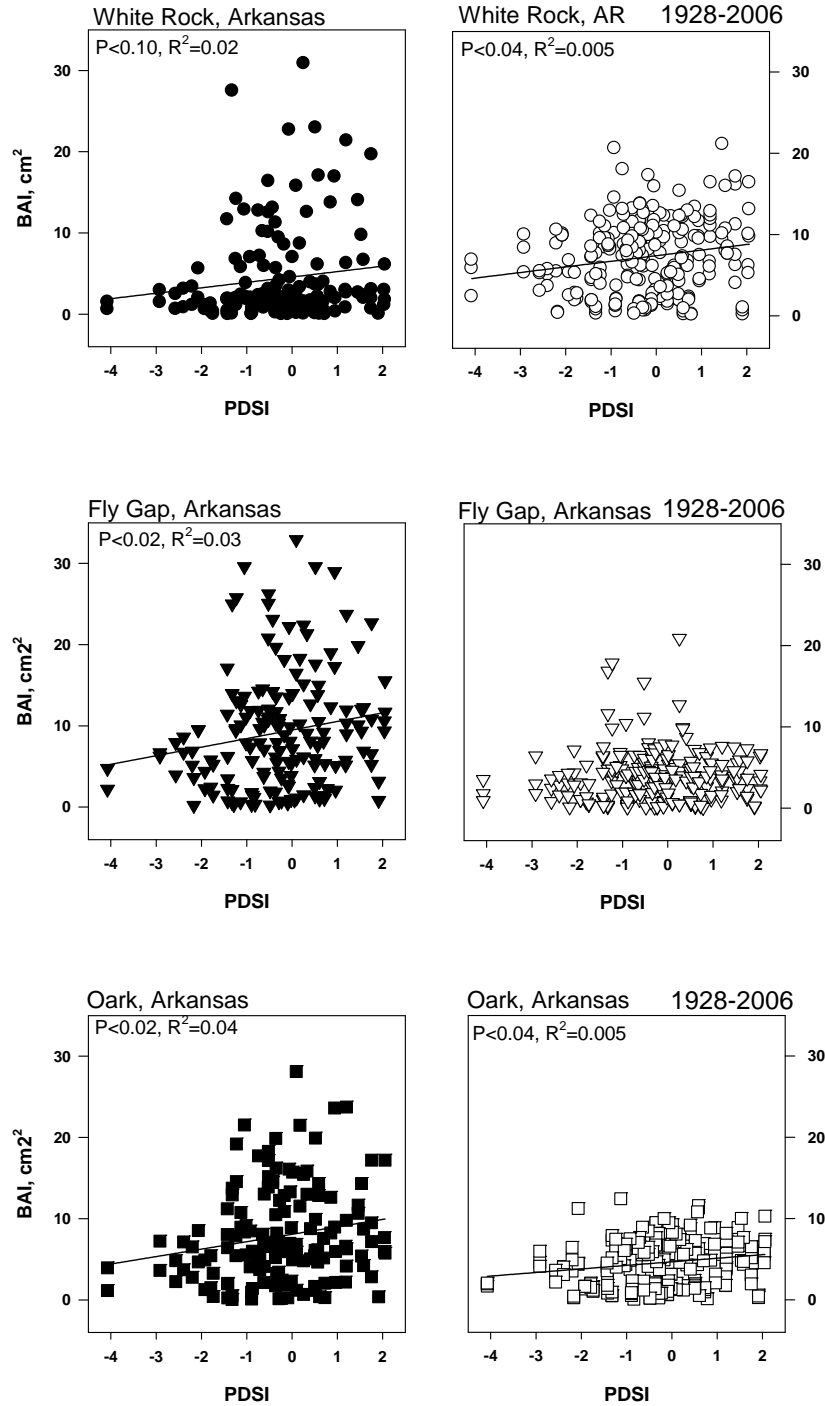 White Rock, Arkansas
P<0.10, R²=0.02
30
20
10
0
BAI, cm²
-4 -3 -2 -1 0 1 2
PDSI
White Rock, AR 1928-2006
P<0.04, R²=0.005
30
20
10
0
-4 -3 -2 -1 0 1 2
PDSI
Fly Gap, Arkansas
P<0.02, R²=0.03
30
20
10
0
BAI, cm2²
-4 -3 -2 -1 0 1 2
PDSI
Fly Gap, Arkansas 1928-2006
30
20
10
0
-4 -3 -2 -1 0 1 2
PDSI
Oark, Arkansas
P<0.02, R²=0.04
30
20
10
0
BAI, cm2²
-4 -3 -2 -1 0 1 2
PDSI
Oark, Arkansas 1928-2006
P<0.04, R²=0.005
30
20
10
0
-4 -3 -2 -1 0 1 2
PDSI